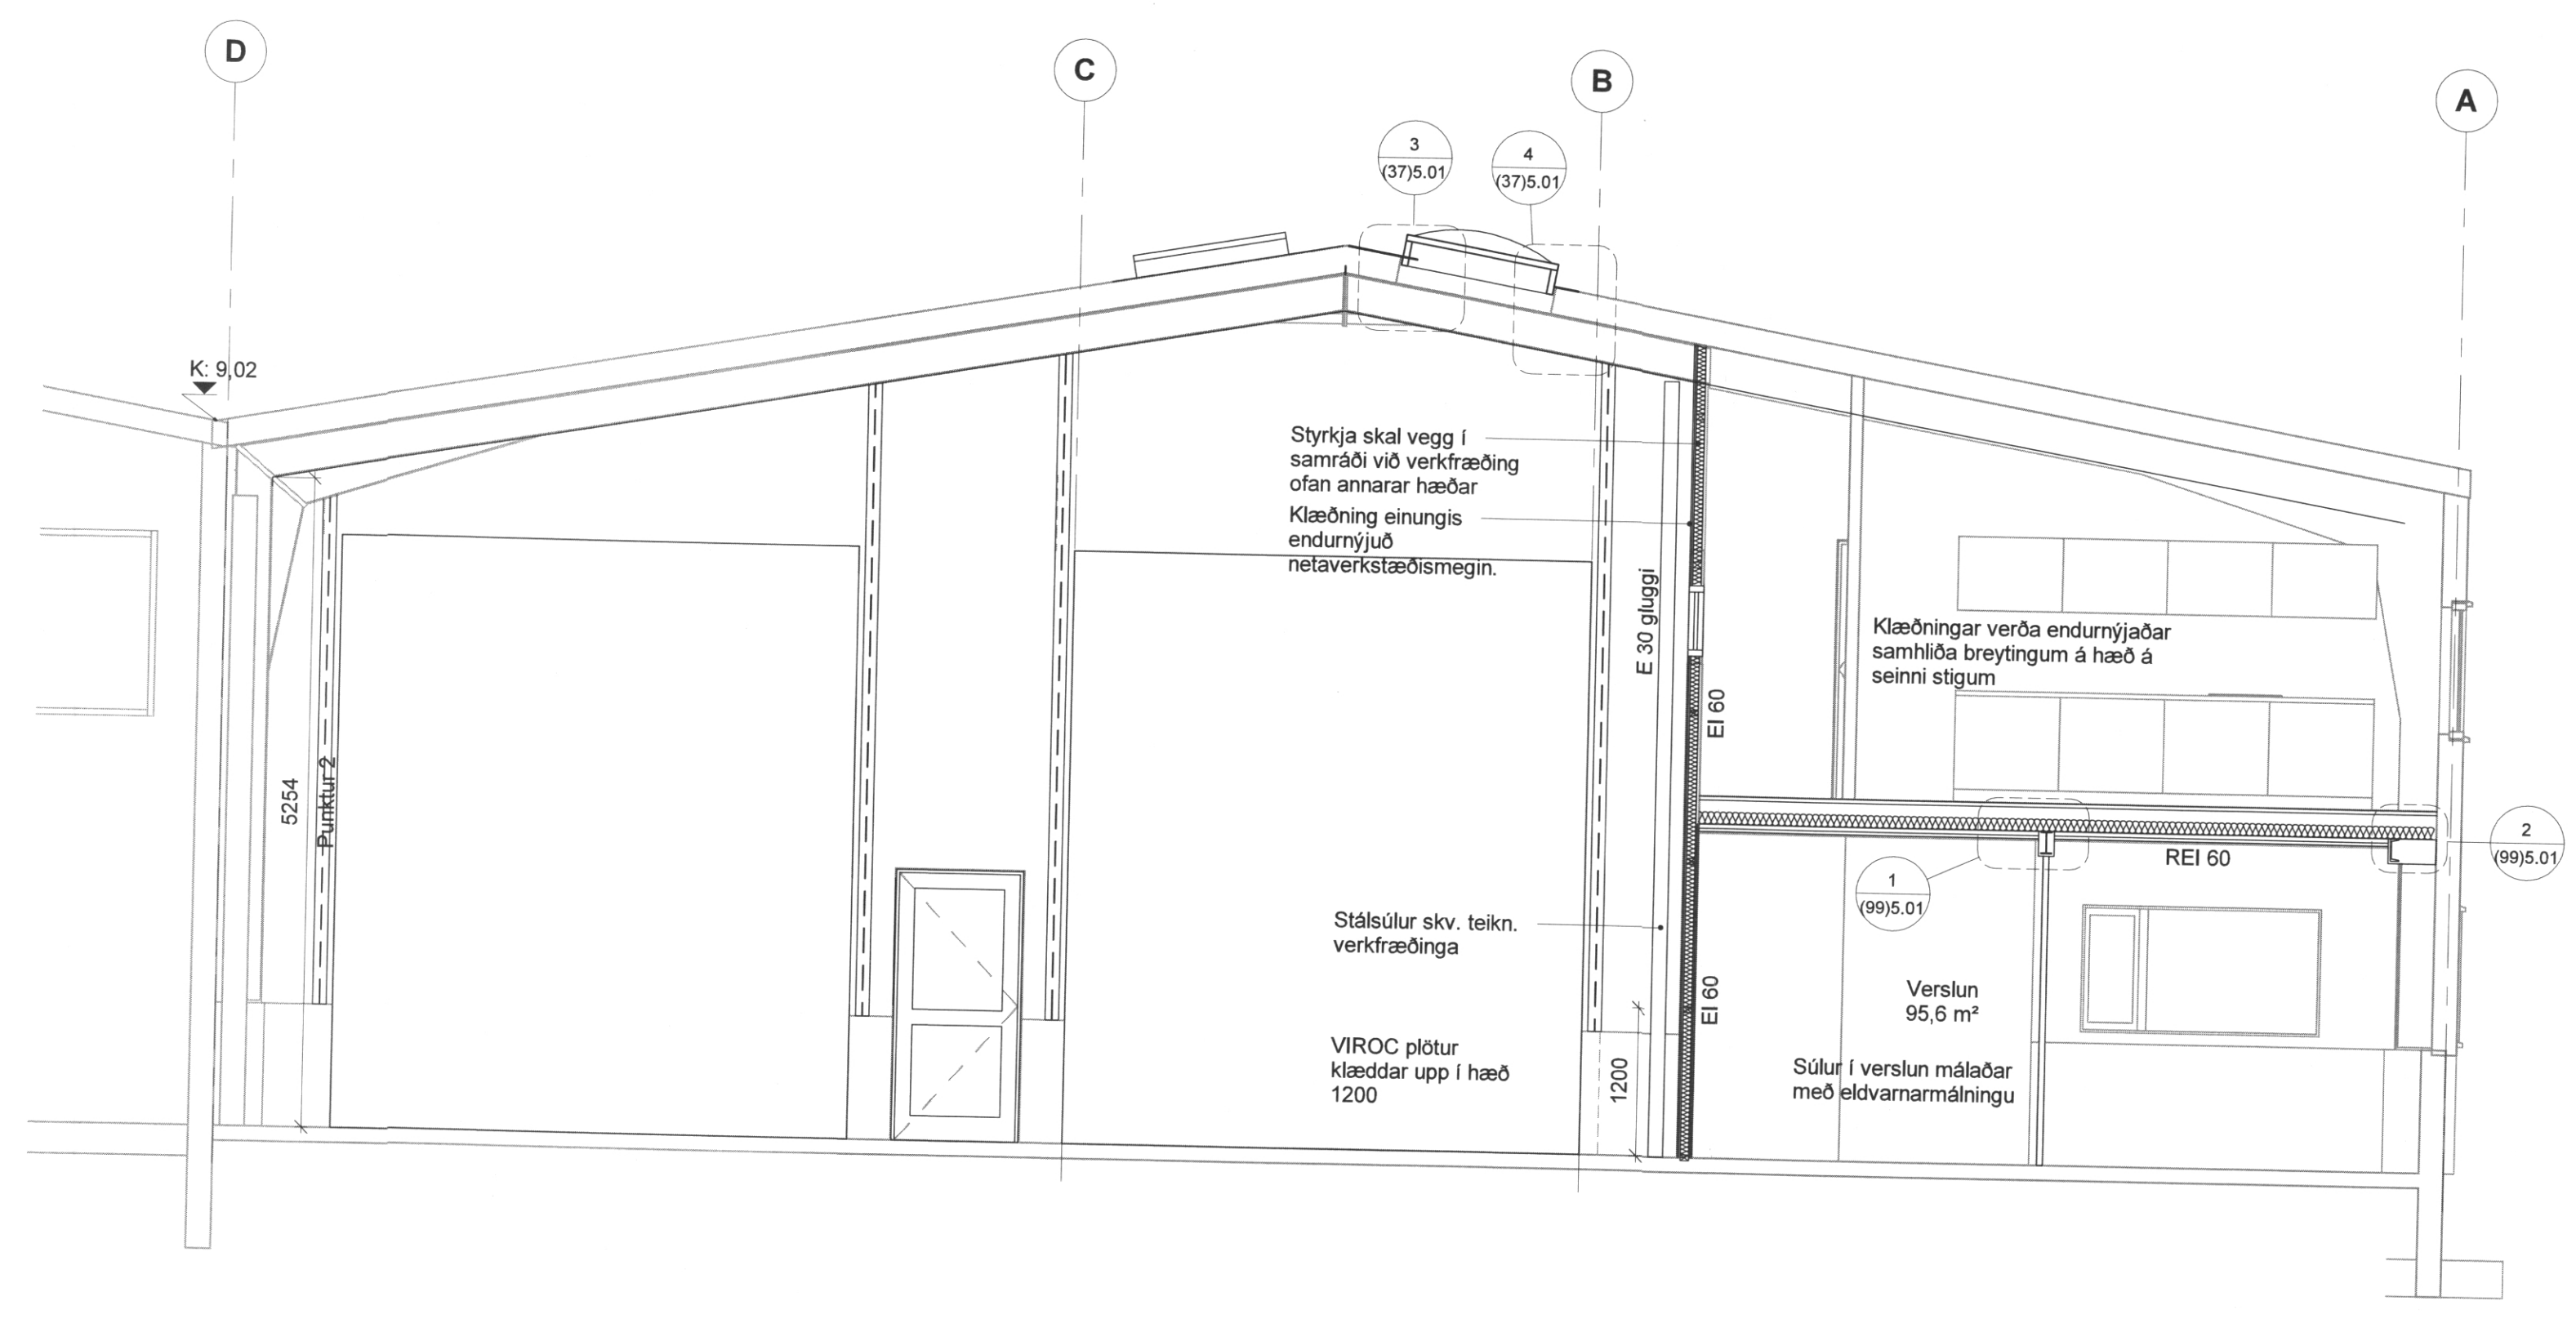 D
C
B
A
3
(37)5.01
4
(37)5.01
K: 9,02
Styrkja skal vegg í
samráði við verkfræðing
ofan annarar hæðar
Klæðning einungis
endurnýjuð
netaverkstæðismegin.
E 30 gluggi
Klæðningar verða endurnýjaðar
samhliða breytingum á hæð á
seinni stigum
EI 60
5254
Þunktur 2
REI 60
2
(99)5.01
1
(99)5.01
Stálsúlur skv. teikn.
verkfræðinga
EI 60
Verslun
95,6 m²
VIROC plötur
klæddar upp í hæð
1200
1200
Súlur í verslun málaðar
með eldvarnarmálningu